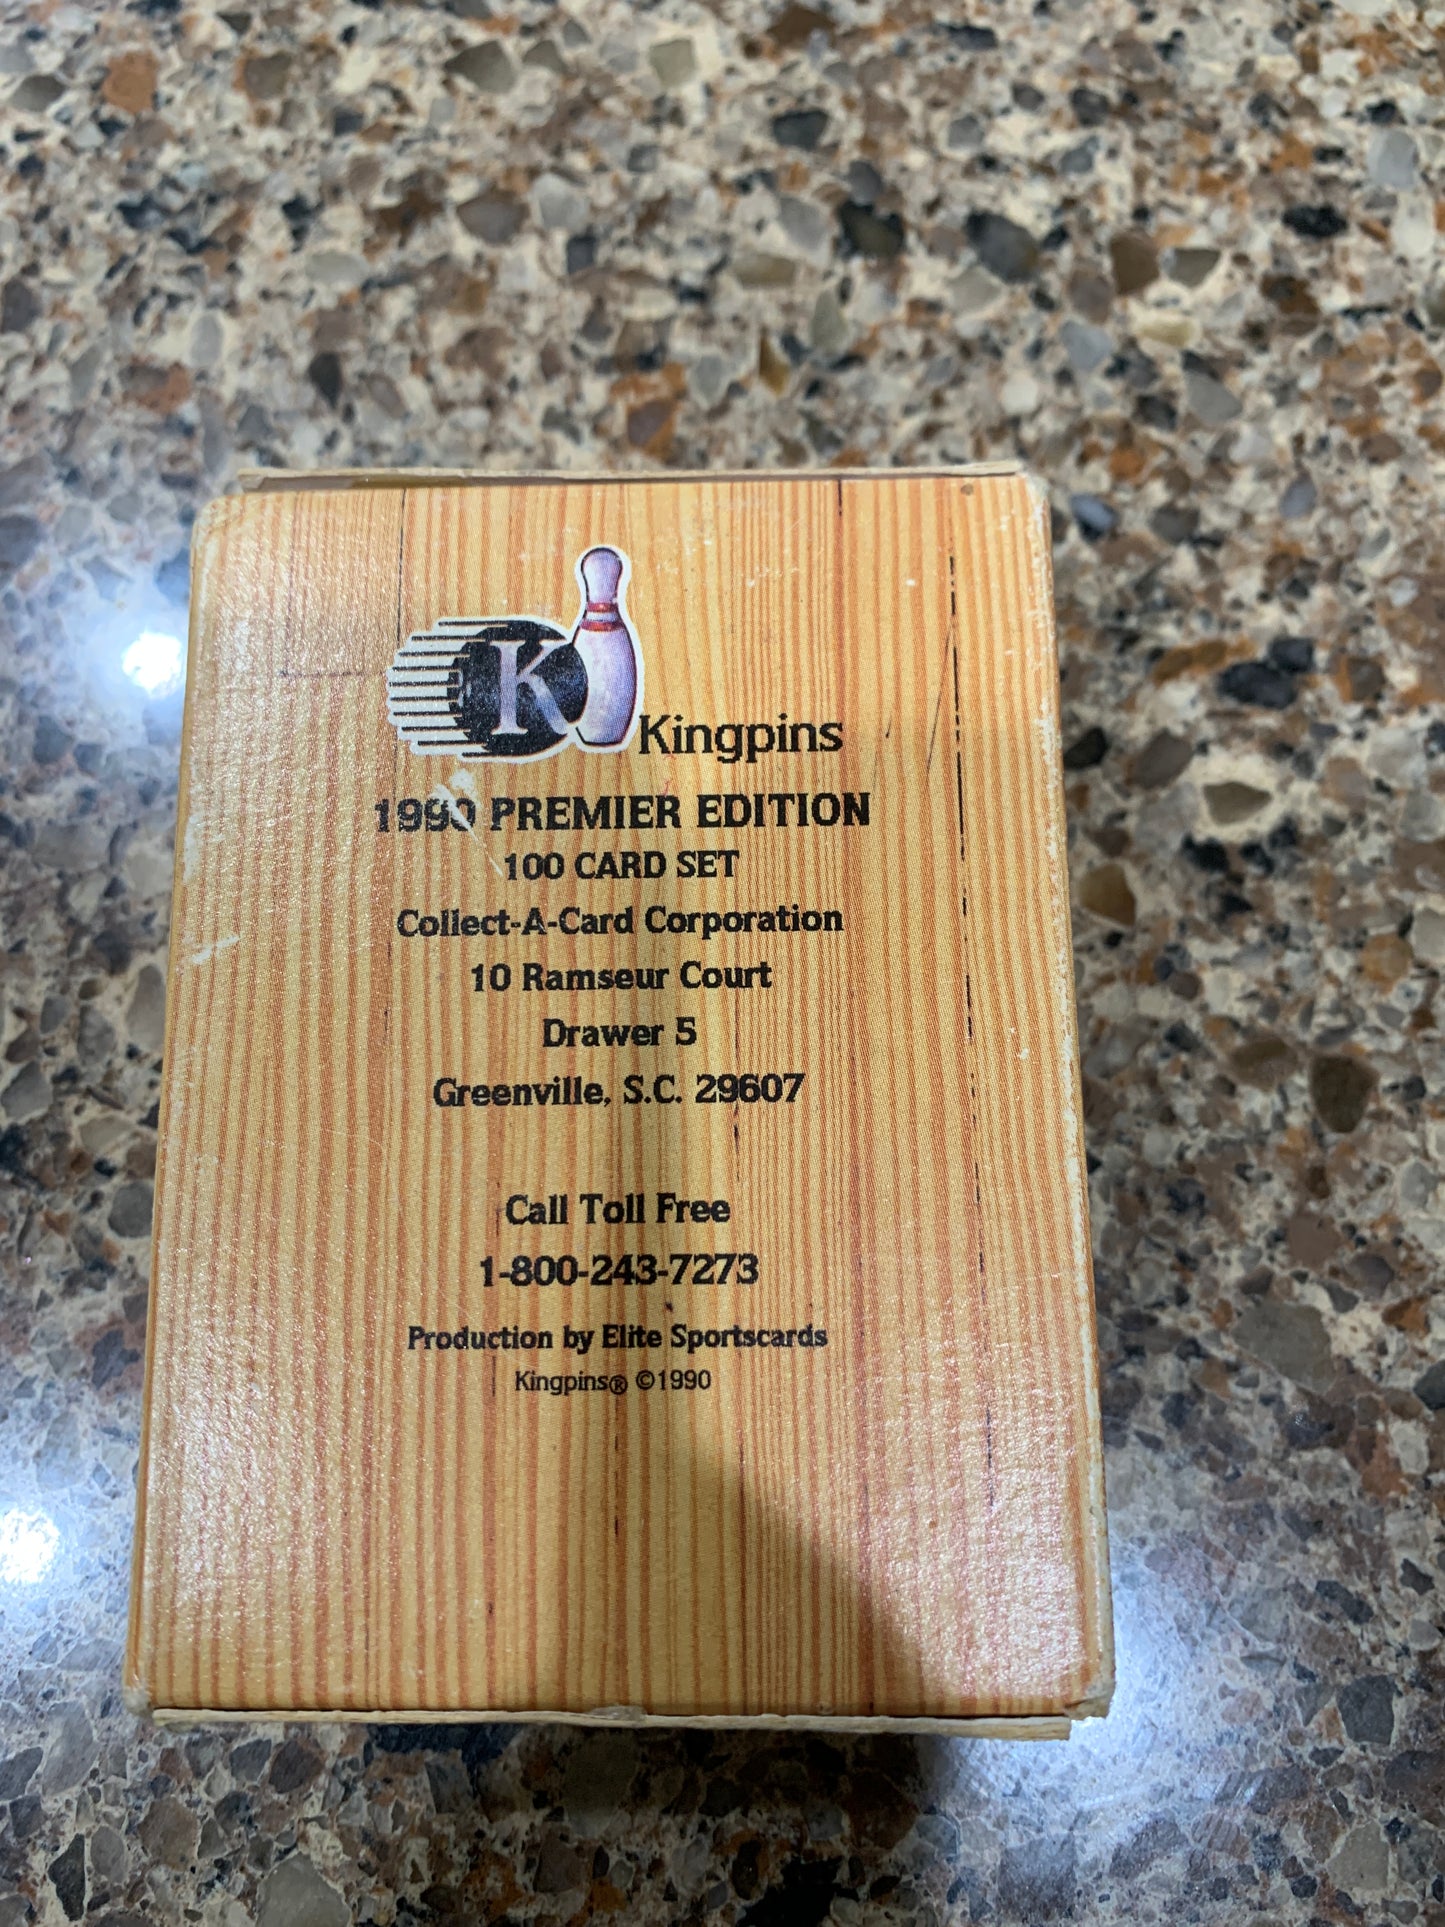 K
Kingpins
1990 PREMIER EDITION
100 CARD SET
Collect-A-Card Corporation
10 Ramseur Court
Drawer 5
Greenville, S.C. 29607
Call Toll Free
1-800-243-7273
Production by Elite Sportscards
Kingpins® ©1990